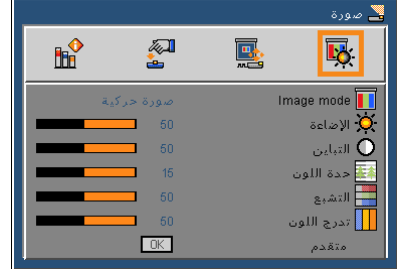 صورة
Image mode صورة حركية
الإضاءة 50
التباين 50
حدة اللون 15
التشبع 50
تدرج اللون 50
متقدم OK